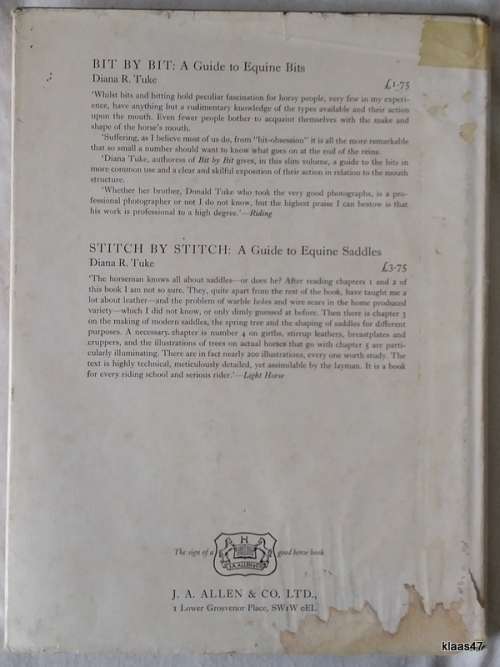 BIT BY BIT: A Guide to Equine Bits
Diana R. Tuke
£1.75
'Whilst bits and bitting hold peculiar fascination for horsy people, very few in my experi-
ence, have anything but a rudimentary knowledge of the types available and their action
upon the mouth. Even fewer people bother to acquaint themselves with the make and
shape of the horse's mouth.
'Suffering, as I believe most of us do, from "bit-obsession" it is all the more remarkable
that so small a number should want to know what goes on at the end of the reins.
'Diana Tuke, authoress of Bit by Bit gives, in this slim volume, a guide to the bits in
more common use and a clear and skilful exposition of their action in relation to the mouth
structure.
'Whether her brother, Donald Tuke who took the very good photographs, is a pro-
fessional photographer or not I do not know, but the highest praise I can bestow is that
his work is professional to a high degree.'—Riding
STITCH BY STITCH: A Guide to Equine Saddles
Diana R. Tuke
£3.75
'The horseman knows all about saddles—or does he? After reading chapters 1 and 2 of
this book I am not so sure. They, quite apart from the rest of the book, have taught me a
lot about leather—and the problem of warble holes and wire scars in the home produced
variety—which I did not know, or only dimly guessed at before. Then there is chapter 3
on the making of modern saddles, the spring tree and the shaping of saddles for different
purposes. A necessary chapter is number 4 on girths, stirrup leathers, breastplates and
cruppers, and the illustrations of trees on actual horses that go with chapter 5 are parti-
cularly illuminating. There are in fact nearly 200 illustrations, every one worth study. The
text is highly technical, meticulously detailed, yet assimilable by the layman. It is a book
for every riding school and serious rider.'—Light Horse
The sign of a good horse book
H
J.A. ALLEN & CO
J. A. ALLEN & CO. LTD.,
1 Lower Grosvenor Place, SW1W 0EL
klaas47